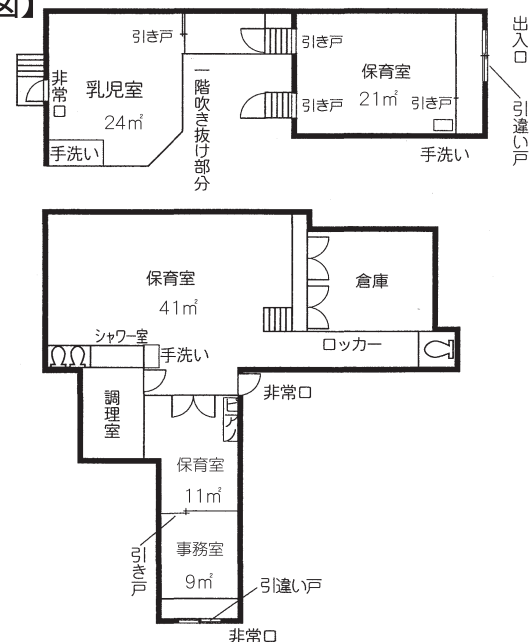 図】
引き戸
引き戸
出入口
非常口
乳児室
24㎡
手洗い
一階吹き抜け部分
保育室
21㎡
引き戸
引き戸
引違い戸
手洗い
保育室
41㎡
倉庫
シャワー室
手洗い
ロッカー
調理室
非常口
ピアノ
保育室
11㎡
引き戸
事務室
9㎡
引違い戸
非常口